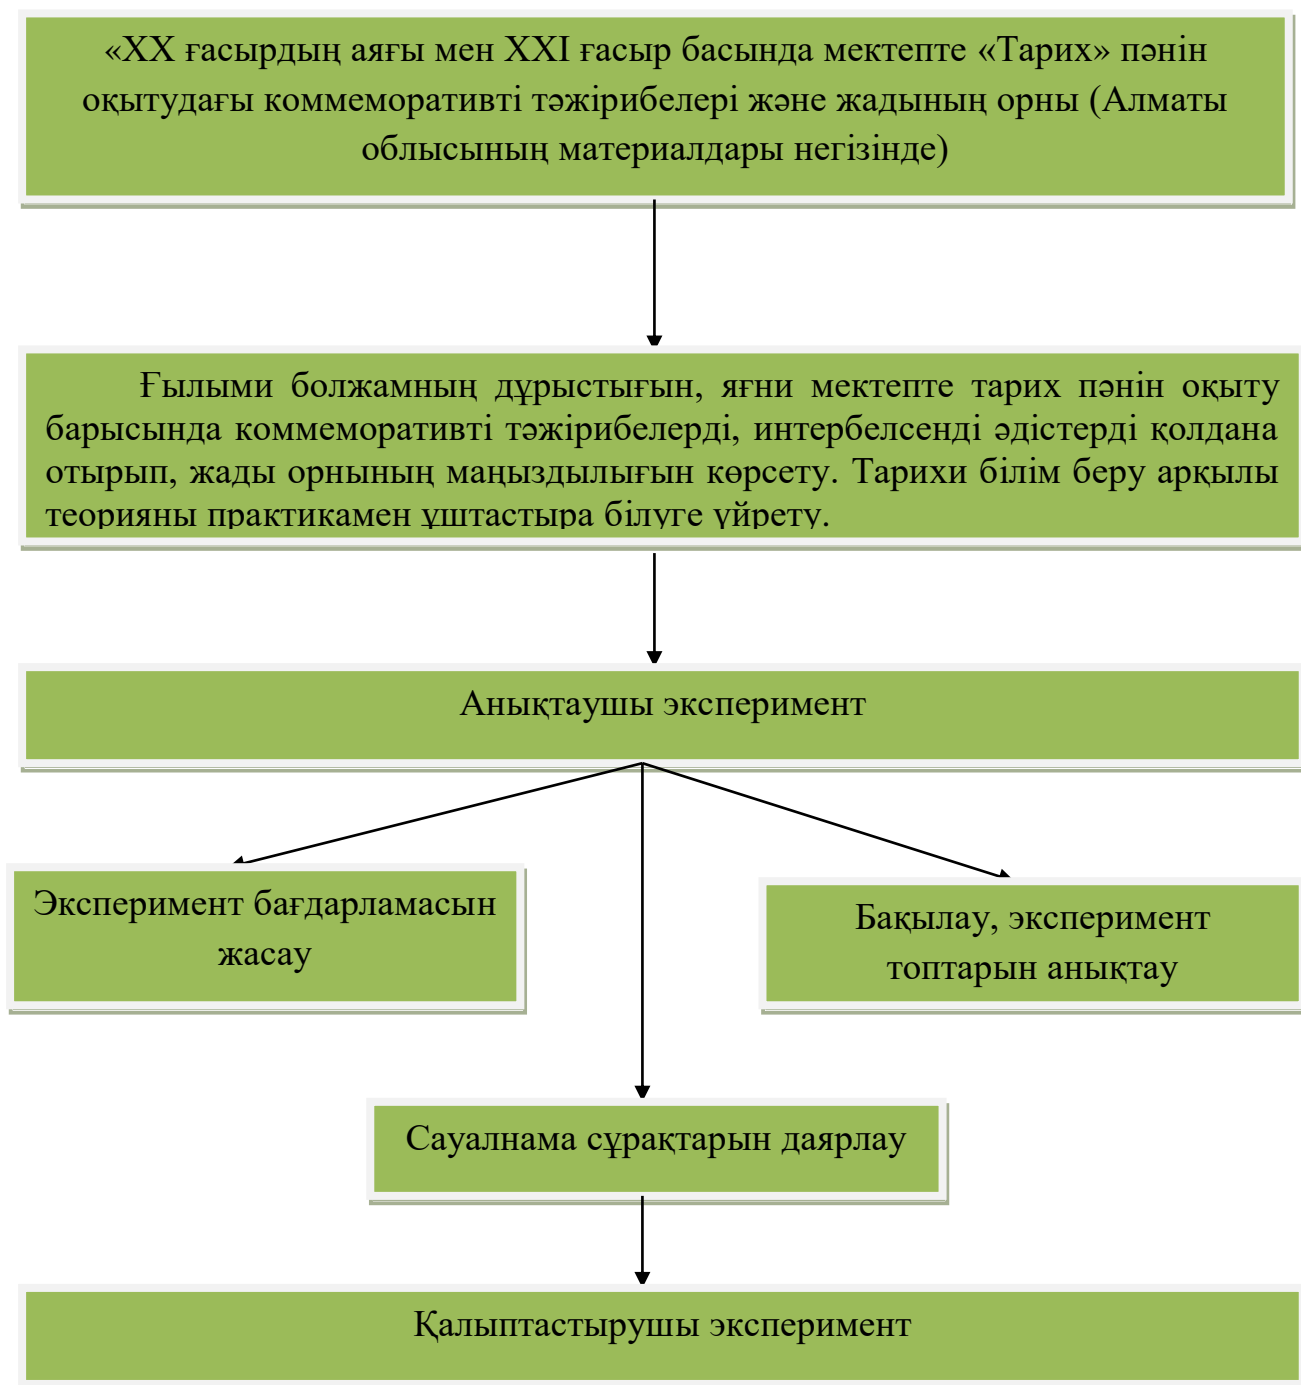 «ХХ ғасырдың аяғы мен ХХІ ғасыр басында мектепте «Тарих» пәнін
оқытудағы коммеморативті тәжірибелері және жадының орны (Алматы
облысының материалдары негізінде)
Ғылыми болжамның дұрыстығын, яғни мектепте тарих пәнін оқыту
барысында коммеморативті тәжірибелерді, интербелсенді әдістерді қолдана
отырып, жады орнының маңыздылығын көрсету. Тарихи білім беру арқылы
теорияны практикамен ұштастыра білуге үйрету.
Анықтаушы эксперимент
Эксперимент бағдарламасын
жасау
Бақылау, эксперимент
топтарын анықтау
Сауалнама сұрақтарын даярлау
Қалыптастырушы эксперимент